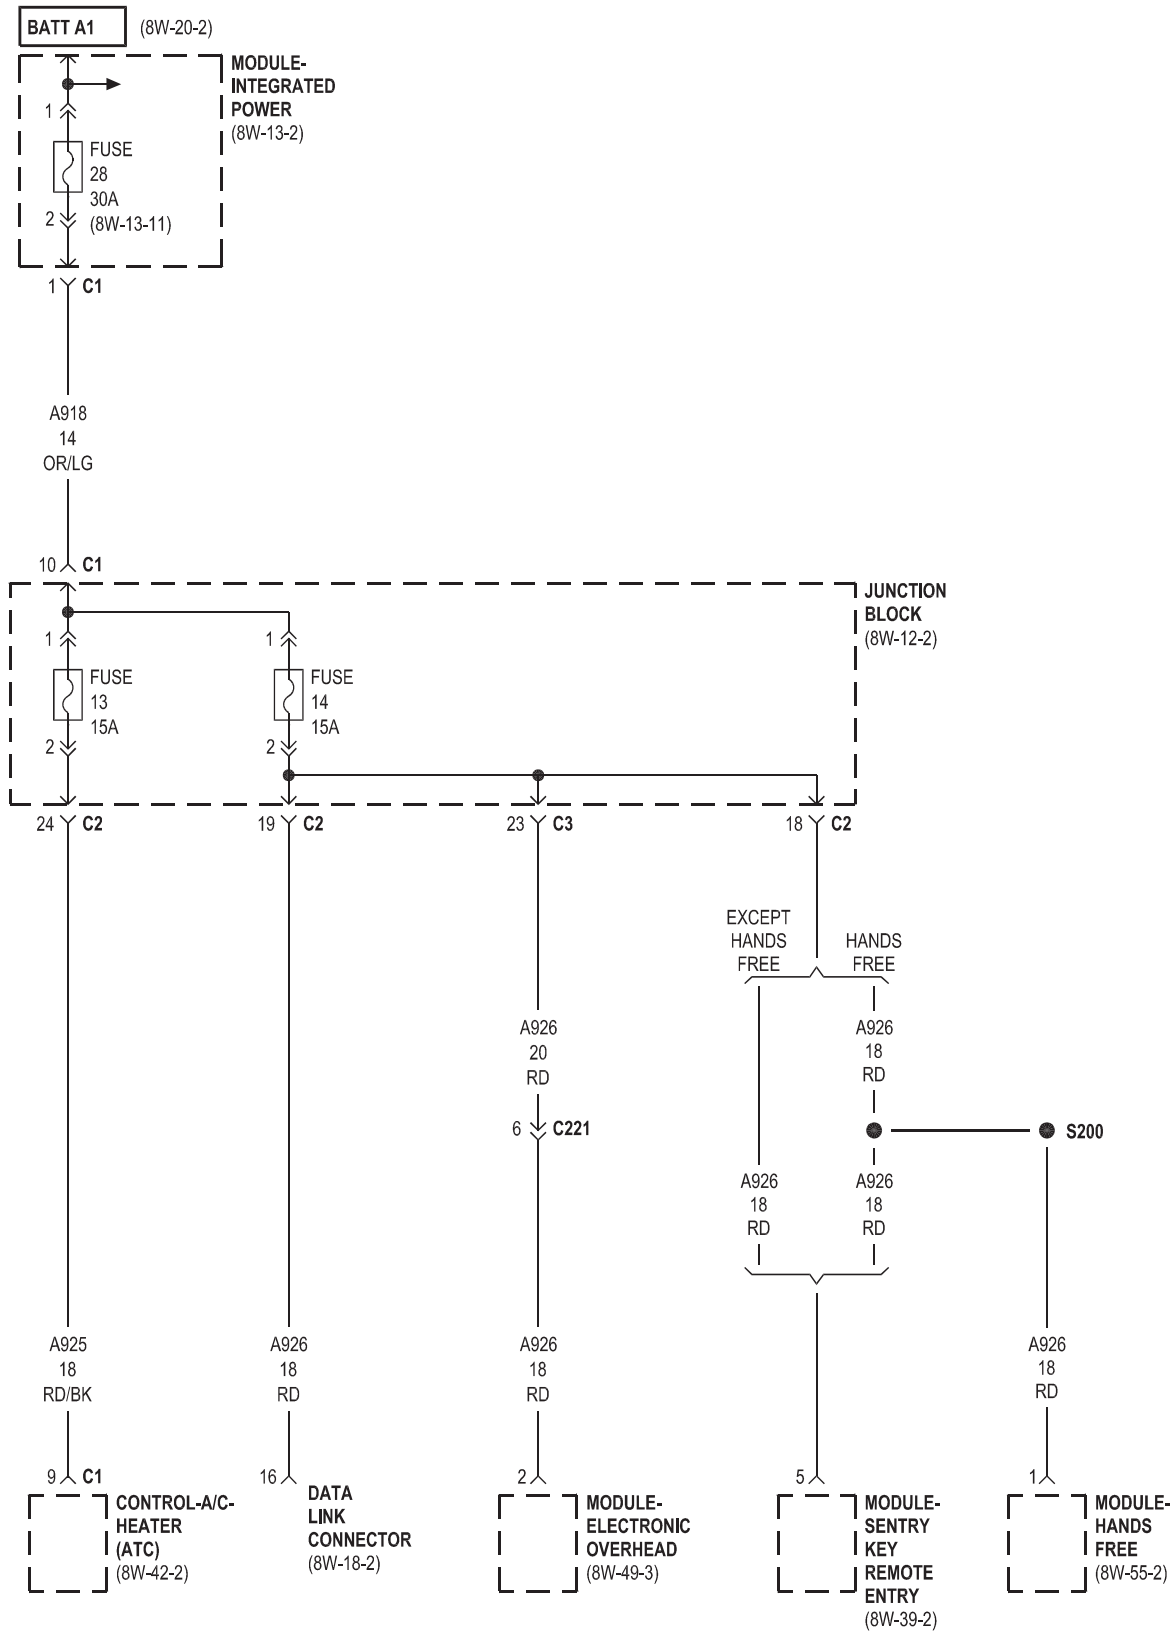 BATT A1
(8W-20-2)
MODULE-
INTEGRATED
POWER
(8W-13-2)
1
FUSE
28
30A
2
(8W-13-11)
1
C1
A918
14
OR/LG
10
C1
JUNCTION
BLOCK
(8W-12-2)
1
1
FUSE
13
15A
FUSE
14
15A
2
2
24
C2
19
C2
23
C3
18
C2
EXCEPT
HANDS
FREE
HANDS
FREE
A926
20
RD
A926
18
RD
6
C221
S200
A926
18
RD
A926
18
RD
A925
18
RD/BK
A926
18
RD
A926
18
RD
A926
18
RD
9
C1
16
2
5
1
CONTROL-A/C-
HEATER
(ATC)
(8W-42-2)
DATA
LINK
CONNECTOR
(8W-18-2)
MODULE-
ELECTRONIC
OVERHEAD
(8W-49-3)
MODULE-
SENTRY
KEY
REMOTE
ENTRY
(8W-39-2)
MODULE-
HANDS
FREE
(8W-55-2)